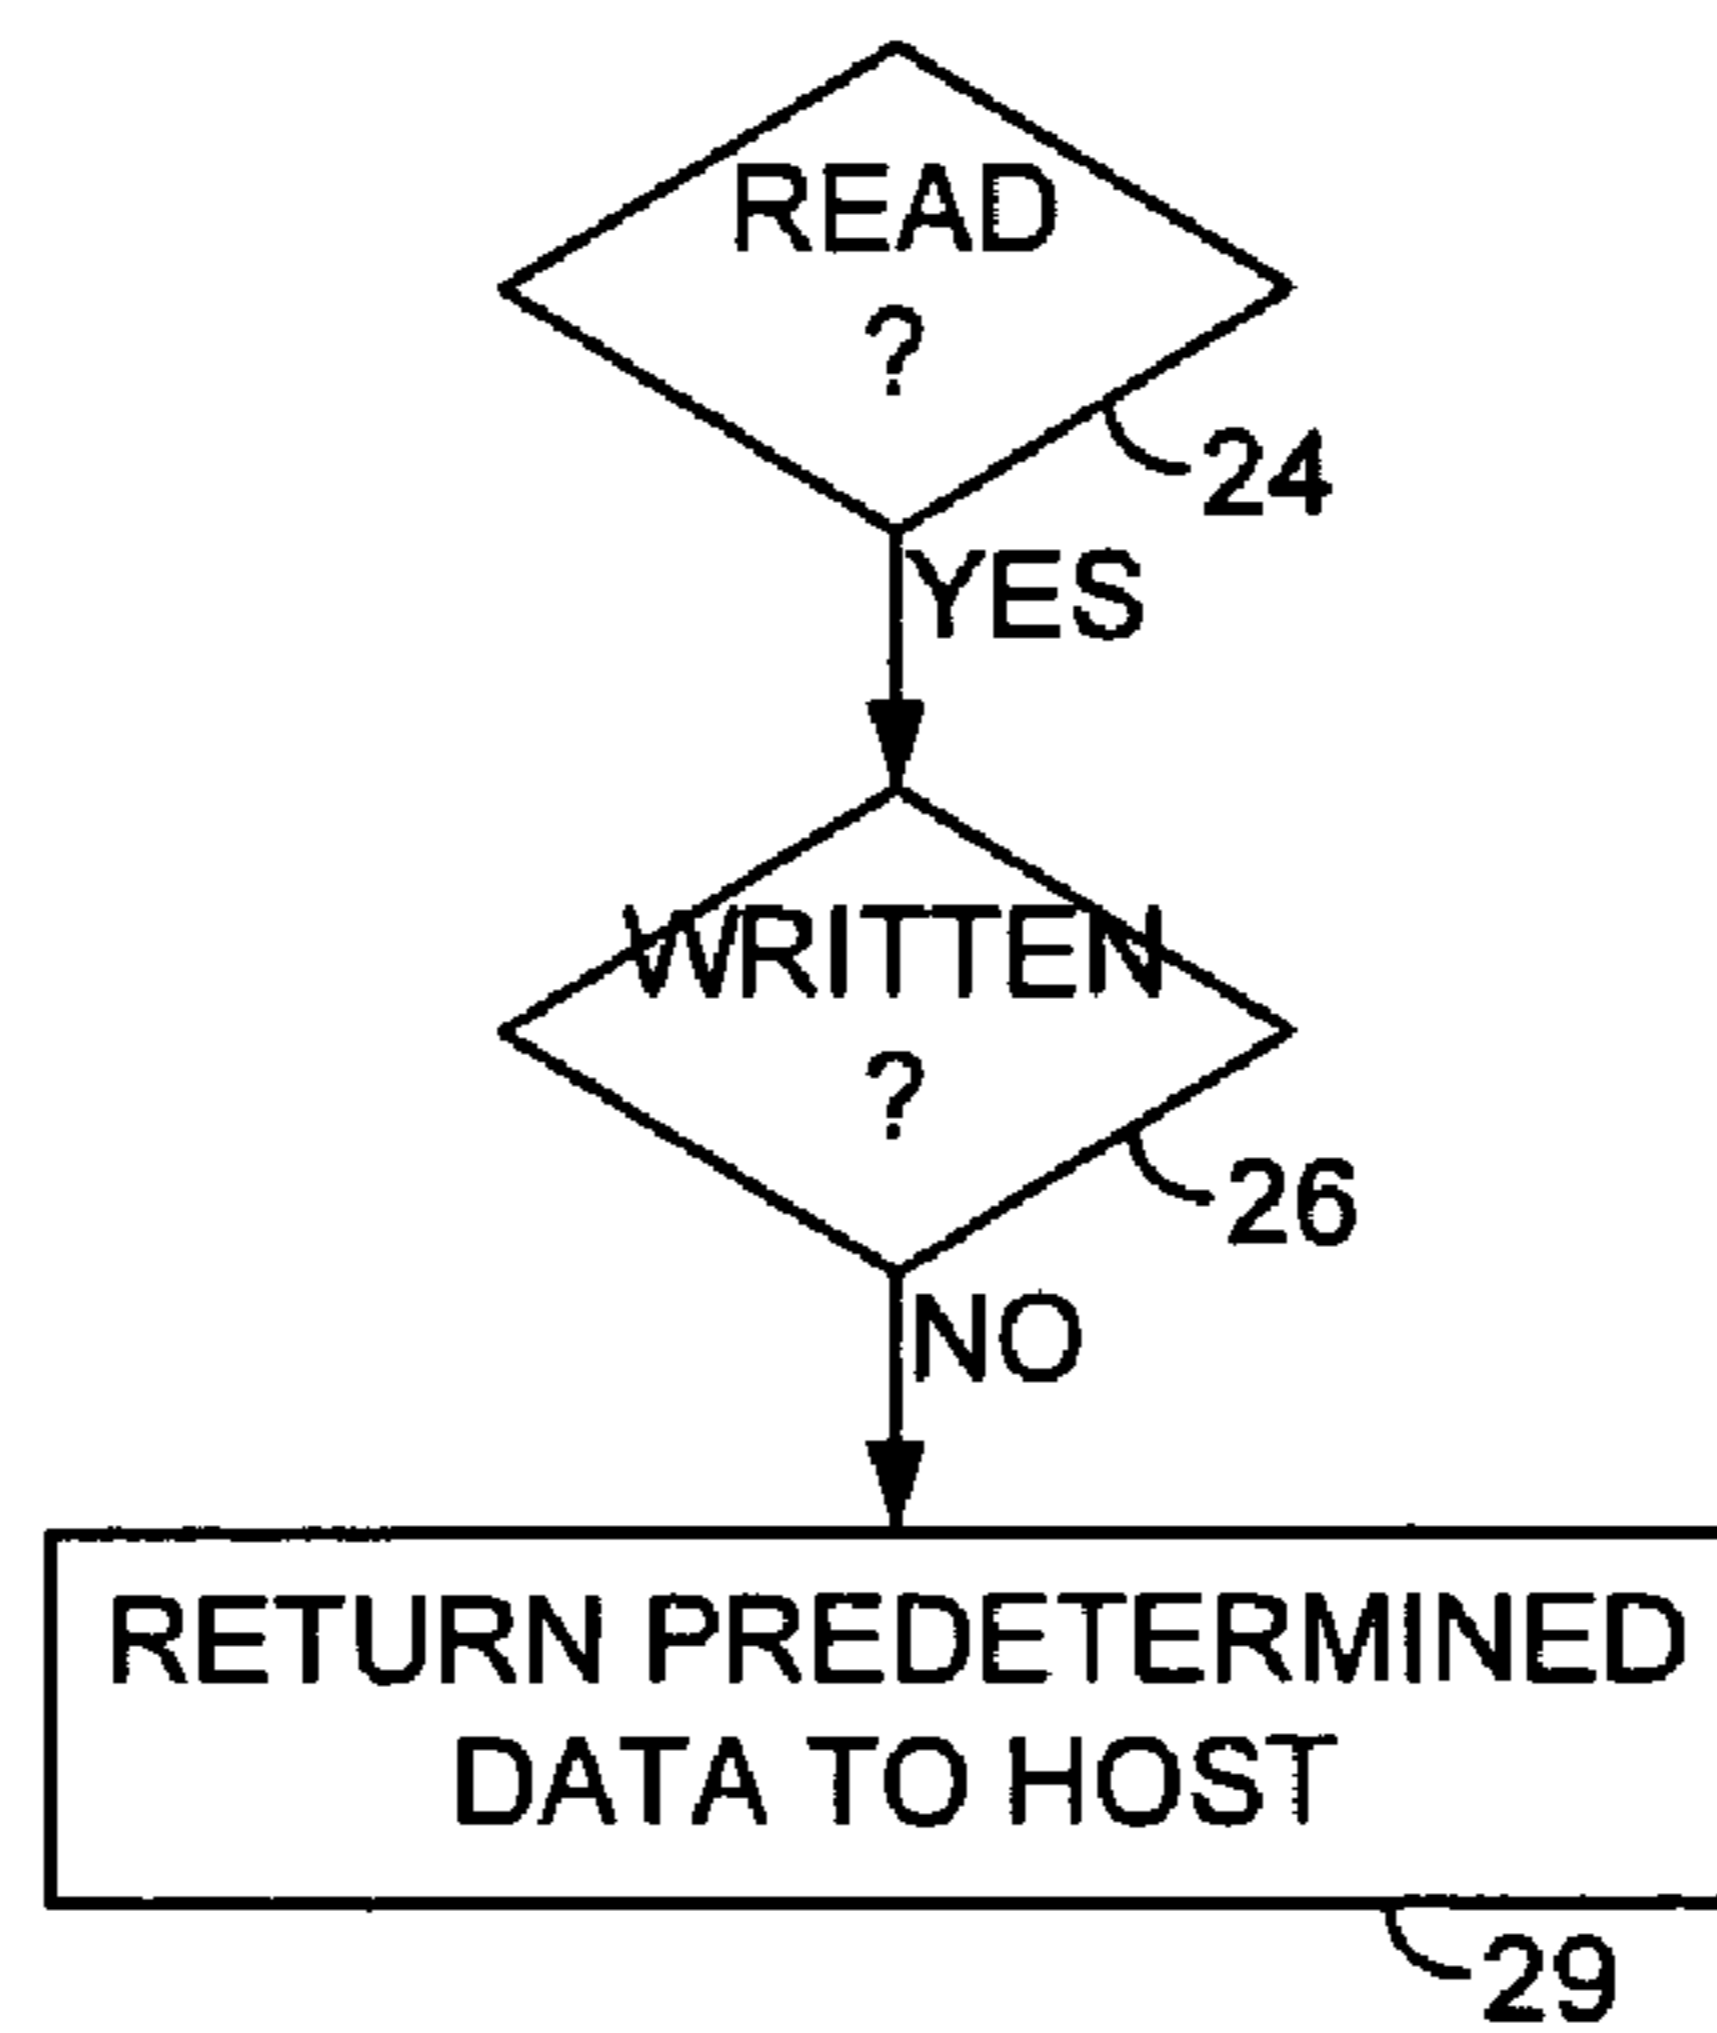 READ
?
24
YES
WRITTEN
?
26
NO
RETURN PREDETERMINED
DATA TO HOST
29